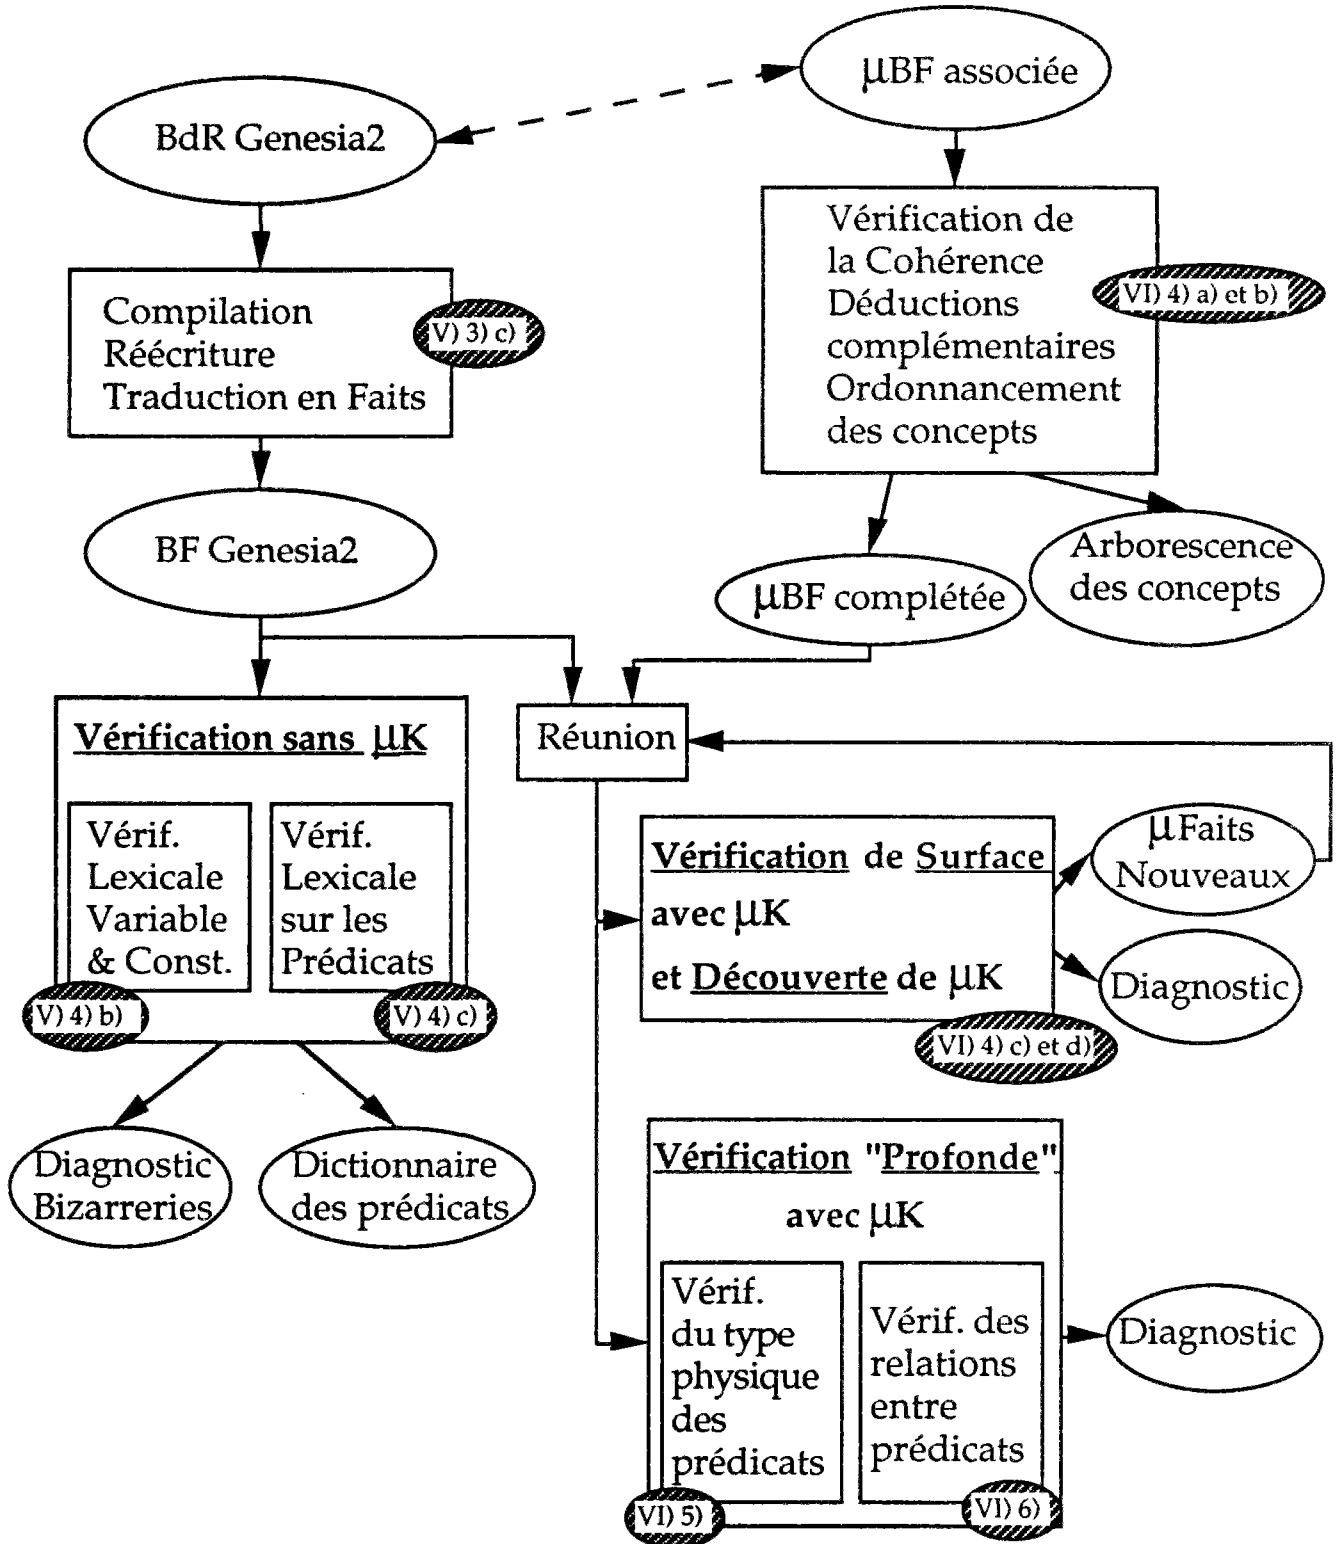 µBF associée
BdR Genesia2
Vérification de
la Cohérence
Déductions
complémentaires
Ordonnancement
des concepts
VI) 4) a) et b)
Compilation
Réécriture
Traduction en Faits
V) 3) c)
BF Genesia2
Arborescence
des concepts
µBF complétée
Vérification sans µK
Vérif.
Lexicale
Variable
& Const.
Vérif.
Lexicale
sur les
Prédicats
V) 4) b)
V) 4) c)
Réunion
Vérification de Surface
avec µK
et Découverte de µK
VI) 4) c) et d)
µFaits
Nouveaux
Diagnostic
Diagnostic
Bizarreries
Dictionnaire
des prédicats
Vérification "Profonde"
avec µK
Vérif.
du type
physique
des
prédicats
Vérif. des
relations
entre
prédicats
VI) 5)
VI) 6)
Diagnostic